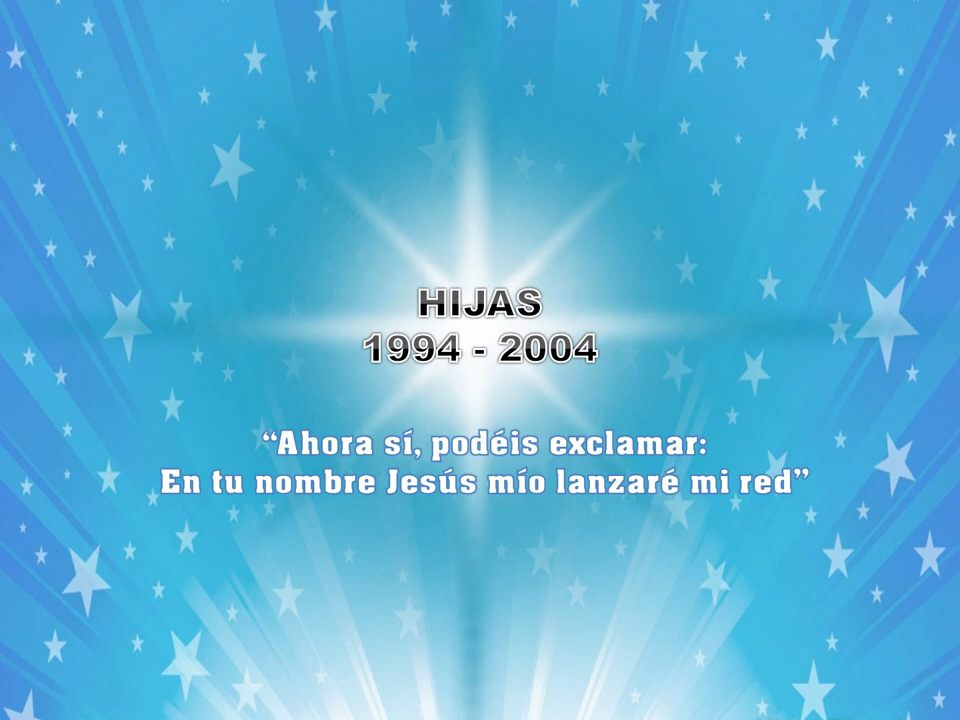 HIJAS
1994 - 2004
“Ahora sí, podéis exclamar:
En tu nombre Jesús mío lanzaré mi red”